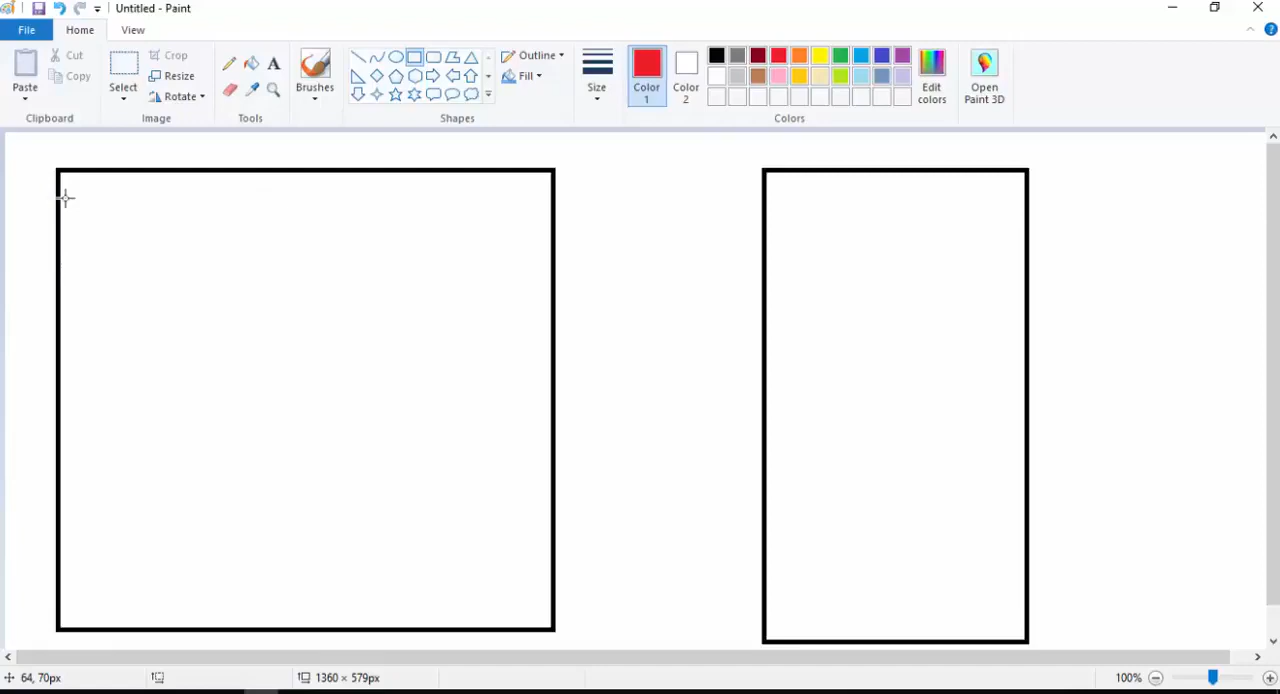 Untitled - Paint
File
Home
View
Paste
Cut
Copy
Clipboard
Select
Crop
Resize
Rotate
Image
Tools
Brushes
Shapes
Outline
Fill
Size
Color 1
Color 2
Colors
Edit colors
Open Paint 3D
64, 70px
1360 × 579px
100%